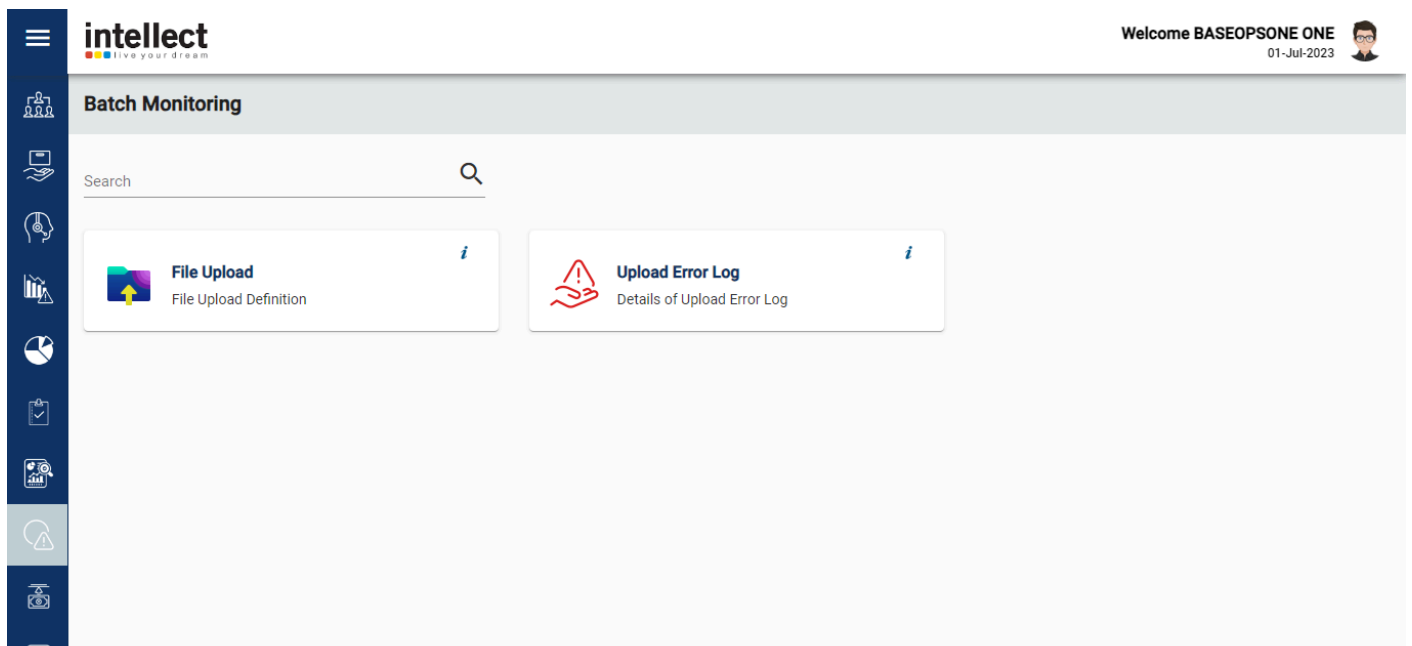 intellect
live your dream
Welcome BASEOPSONE ONE
01-Jul-2023
Batch Monitoring
Search
i
File Upload
File Upload Definition
i
Upload Error Log
Details of Upload Error Log